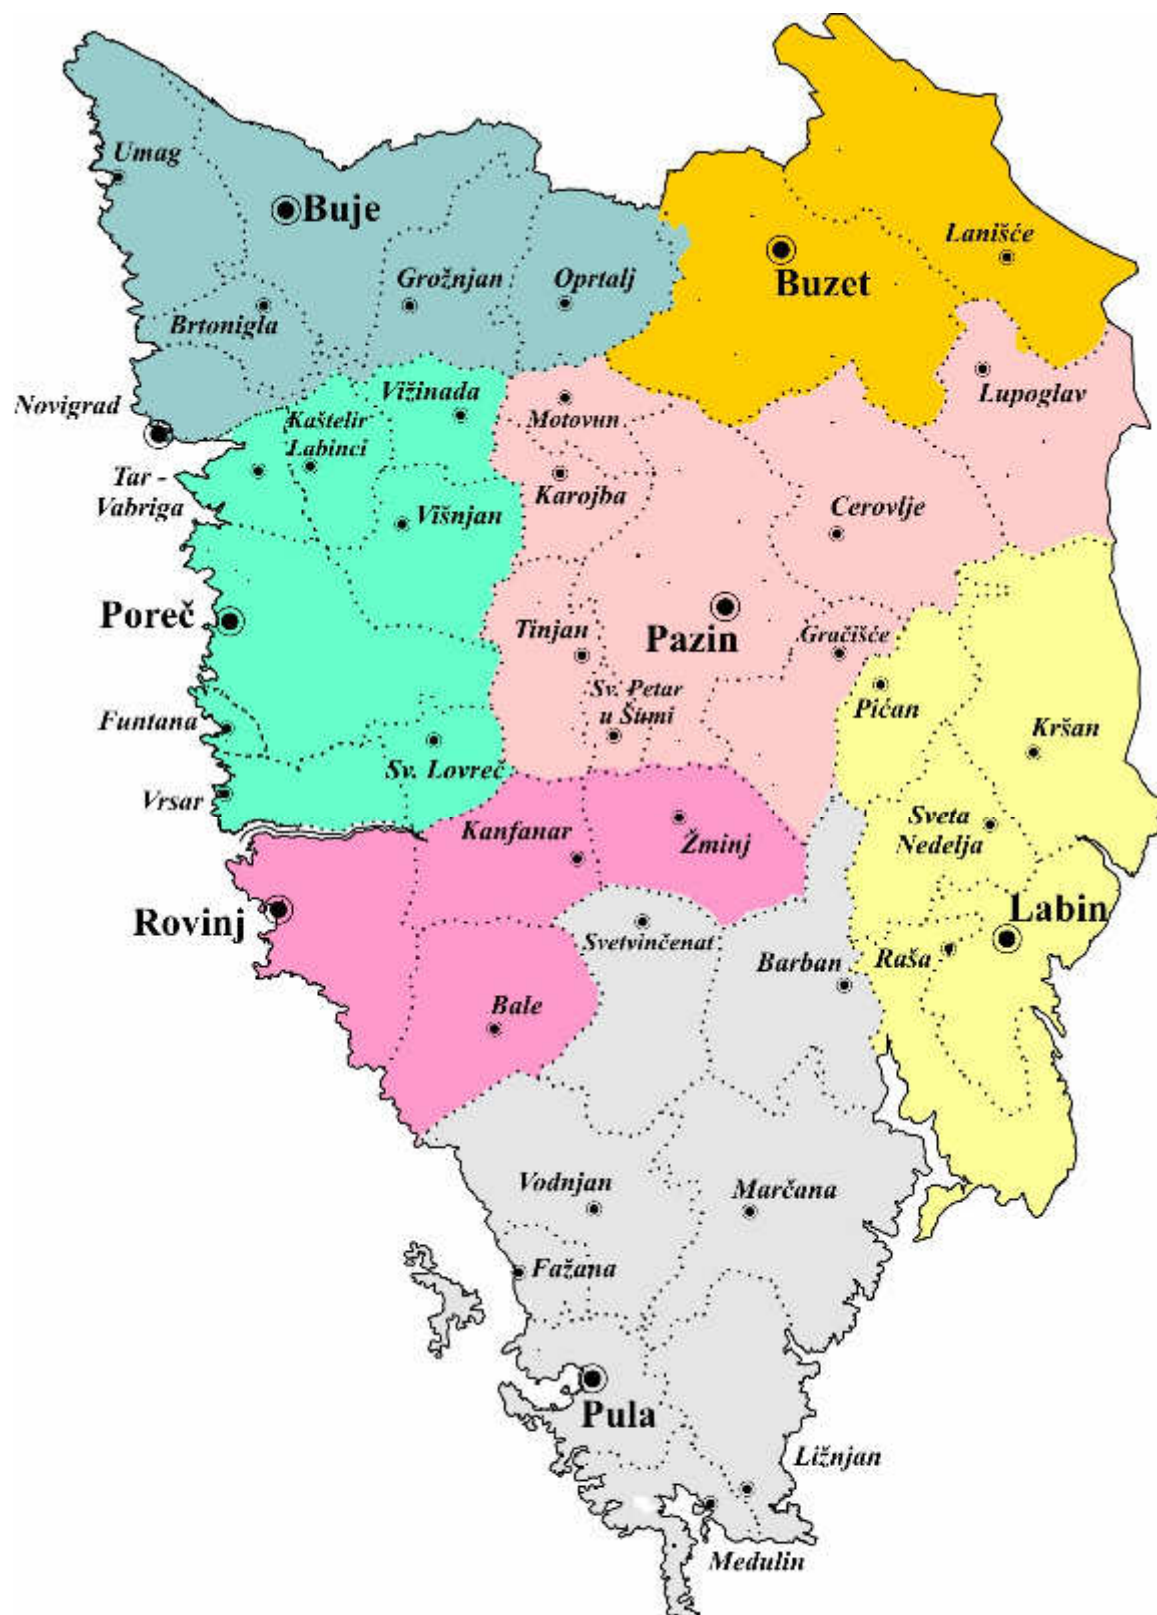 Umag
Buje
Lanišće
Buzet
Grožnjan
Oprtalj
Brtonigla
Lupoglav
Novigrad
Vižinada
Kaštelir
Labinci
Motovun
Tar -
Vabriga
Karojba
Višnjan
Cerovlje
Poreč
Tinjan
Pazin
Gračišće
Sv. Petar
u Šumi
Pićan
Funtana
Kršan
Sv. Lovreč
Vrsar
Kanfanar
Žminj
Sveta
Nedelja
Rovinj
Labin
Svetvinčenat
Barban
Raša
Bale
Vodnjan
Marčana
Fažana
Pula
Ližnjan
Medulin